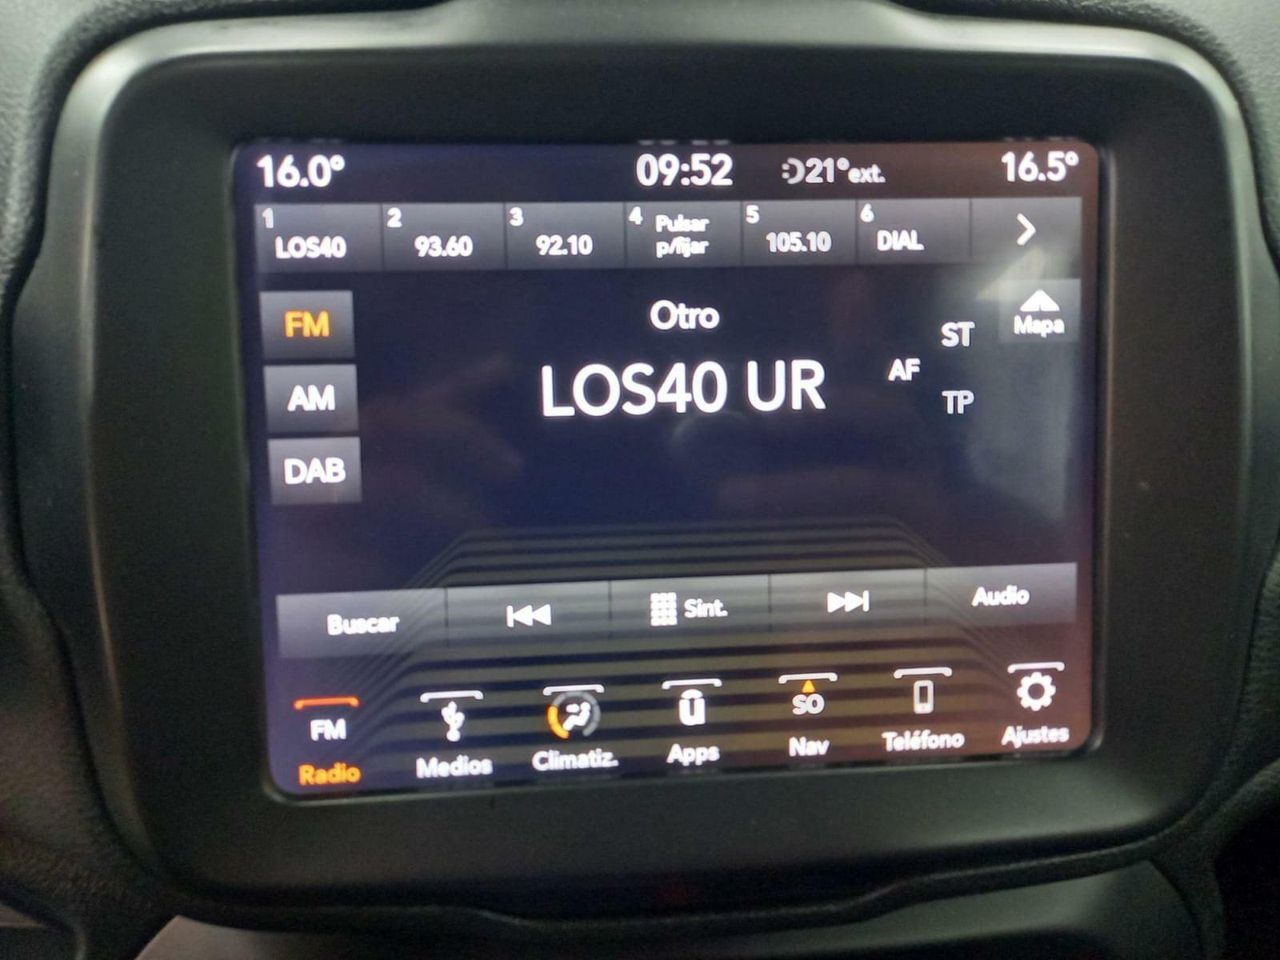 16.0° 09:52 21°ext. 16.5°
1 2 3 4 Pulsar 5 6
LOS40 93.60 92.10 p/fijar 105.10 DIAL
FM Otro Mapa
ST
AM LOS40 UR AF
TP
DAB
Buscar Sint. Audio
FM SO
Radio Medios Climatiz. Apps Nav Teléfono Ajustes